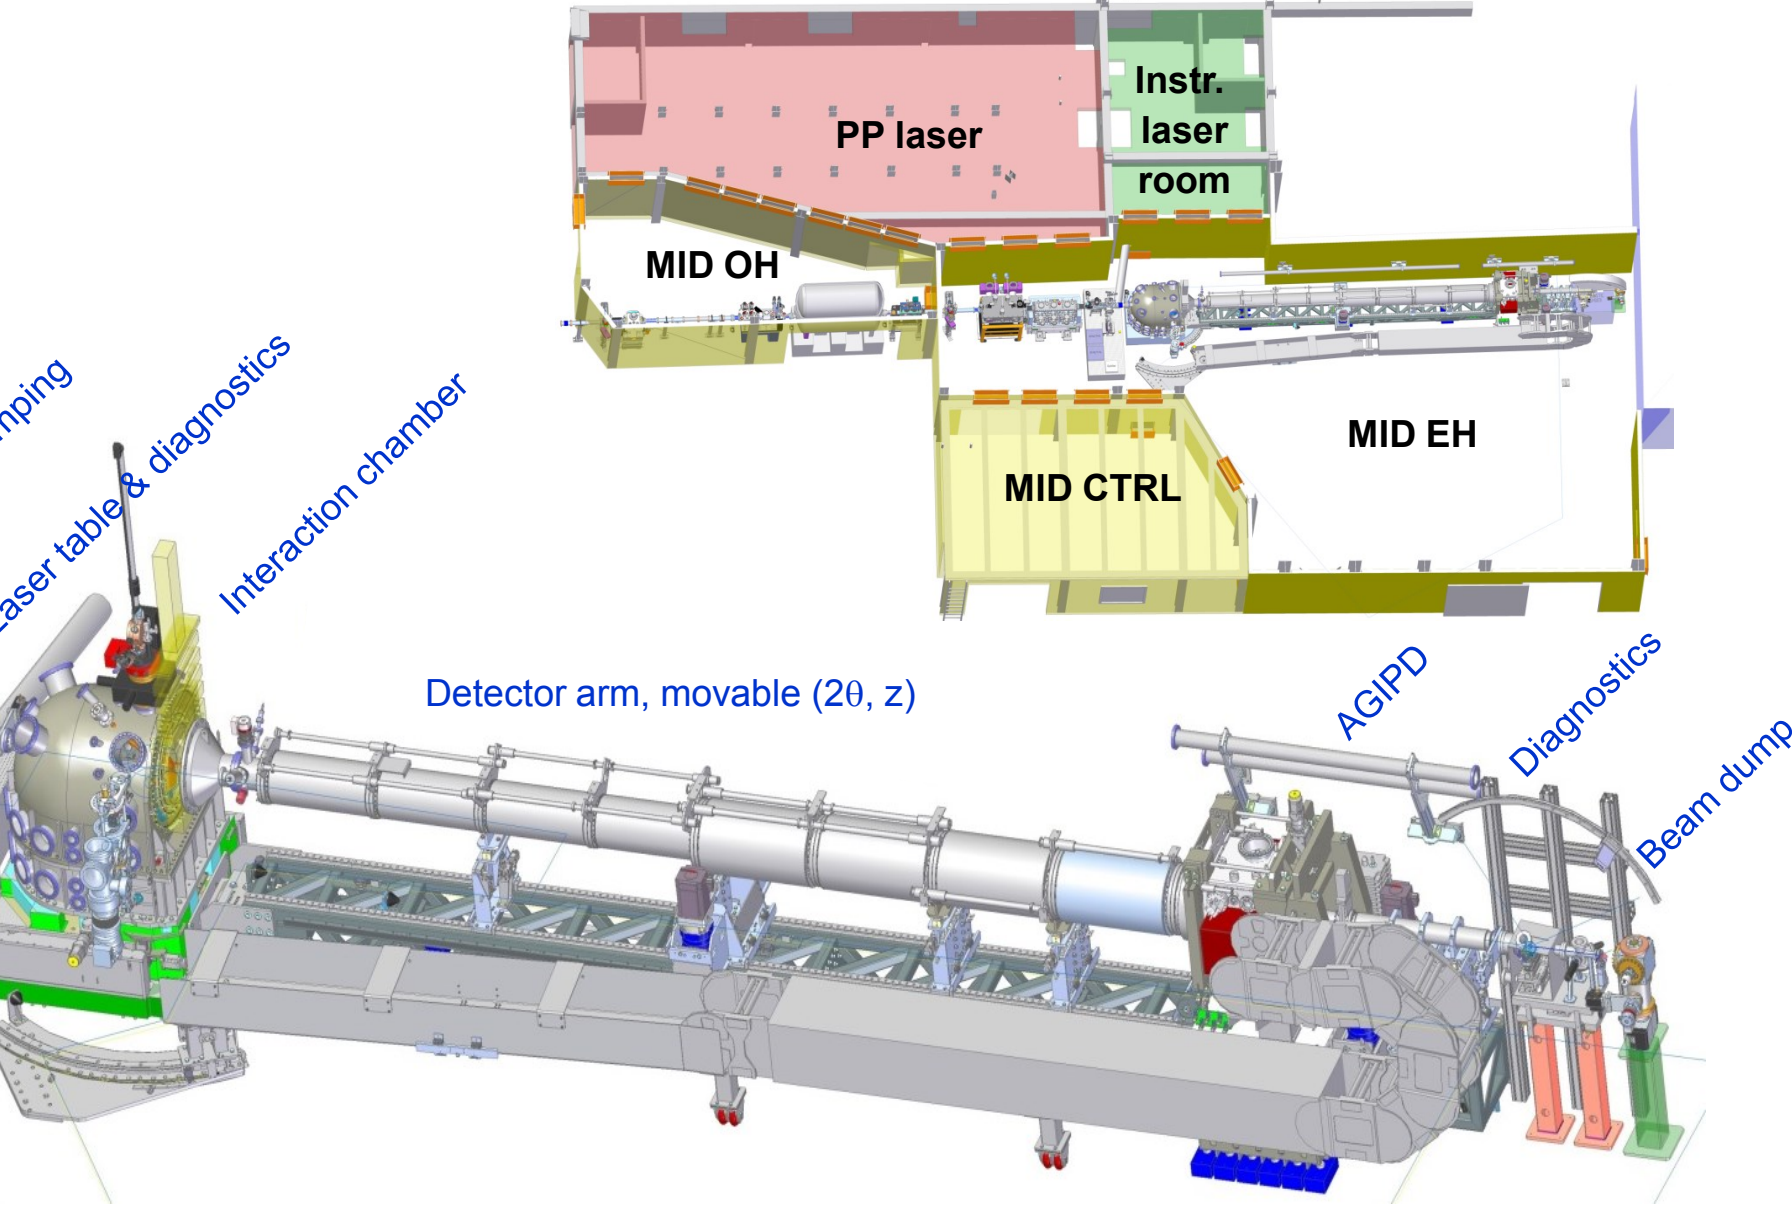 PP laser
Instr.
laser
room
MID OH
MID EH
MID CTRL
Laser table & diagnostics
Interaction chamber
Detector arm, movable (2θ, z)
AGIPD
Diagnostics
Beam dump